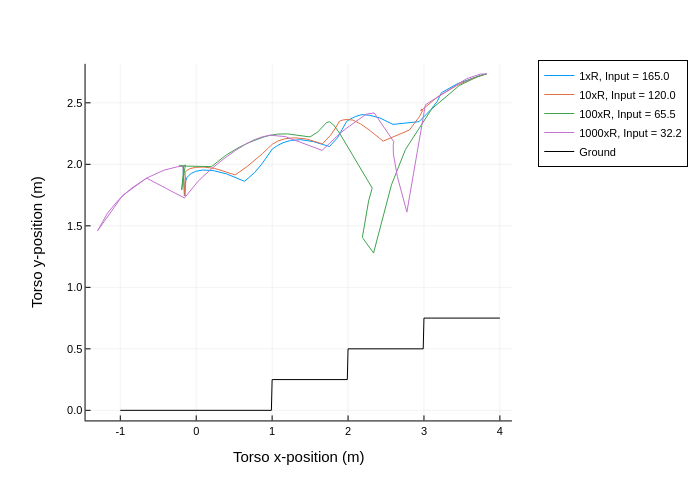 1xR, Input = 165.0
10xR, Input = 120.0
100xR, Input = 65.5
1000xR, Input = 32.2
Ground
2.5
2.0
1.5
1.0
0.5
0.0
Torso y-position (m)
-1
0
1
2
3
4
Torso x-position (m)